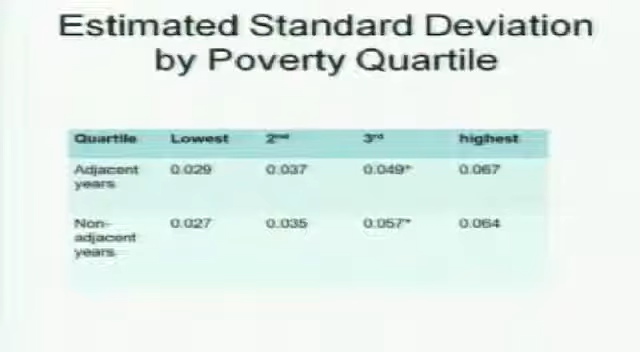 Estimated Standard Deviation
by Poverty Quartile
Quartile Lowest 2nd 3rd highest
Adjacent 0.029 0.037 0.049* 0.067
years
Non- 0.027 0.035 0.057* 0.064
adjacent
years